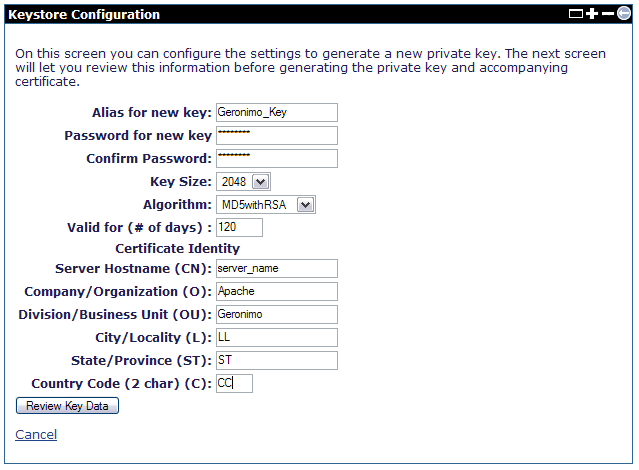 Keystore Configuration
On this screen you can configure the settings to generate a new private key. The next screen
will let you review this information before generating the private key and accompanying
certificate.
Alias for new key: Geronimo_Key
Password for new key ********
Confirm Password: ********
Key Size: 2048
Algorithm: MD5withRSA
Valid for (# of days) : 120
Certificate Identity
Server Hostname (CN): server_name
Company/Organization (O): Apache
Division/Business Unit (OU): Geronimo
City/Locality (L): LL
State/Province (ST): ST
Country Code (2 char) (C): CC
Review Key Data
Cancel